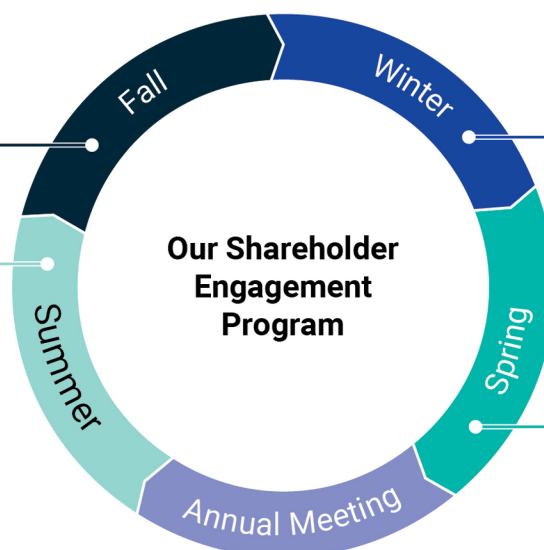 Fall
Winter
Our Shareholder
Engagement
Program
Summer
Spring
Annual Meeting